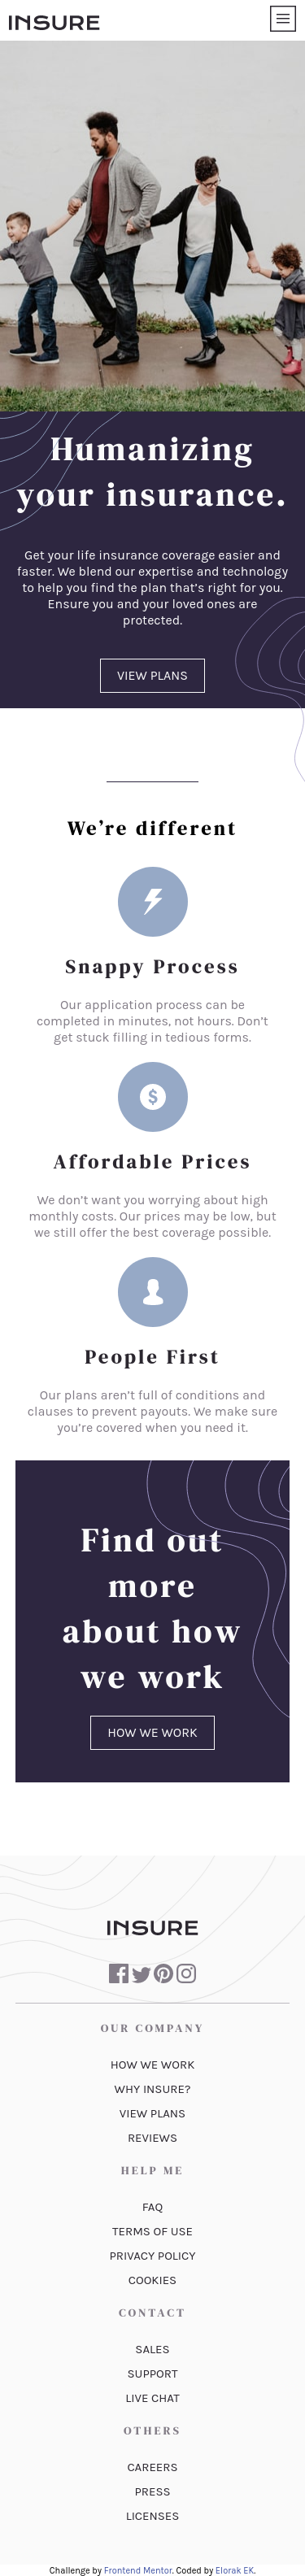 INSURE
Humanizing
your insurance.
Get your life insurance coverage easier and
faster. We blend our expertise and technology
to help you find the plan that’s right for you.
Ensure you and your loved ones are
protected.
VIEW PLANS
We’re different
Snappy Process
Our application process can be
completed in minutes, not hours. Don’t
get stuck filling in tedious forms.
$
Affordable Prices
We don’t want you worrying about high
monthly costs. Our prices may be low, but
we still offer the best coverage possible.
People First
Our plans aren’t full of conditions and
clauses to prevent payouts. We make sure
you’re covered when you need it.
Find out
more
about how
we work
HOW WE WORK
INSURE
OUR COMPANY
HOW WE WORK
WHY INSURE?
VIEW PLANS
REVIEWS
HELP ME
FAQ
TERMS OF USE
PRIVACY POLICY
COOKIES
CONTACT
SALES
SUPPORT
LIVE CHAT
OTHERS
CAREERS
PRESS
LICENSES
Challenge by Frontend Mentor. Coded by Elorak EK.